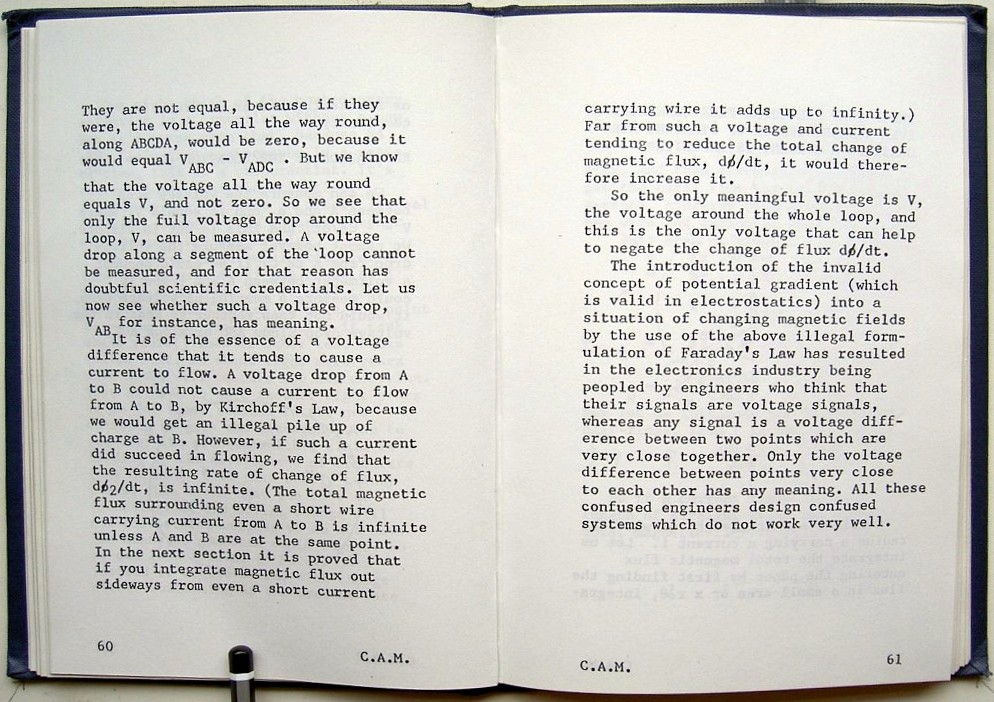 They are not equal, because if they
were, the voltage all the way round,
along ABCDA, would be zero, because it
would equal V_ABC - V_ADC . But we know
that the voltage all the way round
equals V, and not zero. So we see that
only the full voltage drop around the
loop, V, can be measured. A voltage
drop along a segment of the loop cannot
be measured, and for that reason has
doubtful scientific credentials. Let us
now see whether such a voltage drop,
V_AB for instance, has meaning.
It is of the essence of a voltage
difference that it tends to cause a
current to flow. A voltage drop from A
to B could not cause a current to flow
from A to B, by Kirchoff's Law, because
we would get an illegal pile up of
charge at B. However, if such a current
did succeed in flowing, we find that
the resulting rate of change of flux,
dø₂/dt, is infinite. (The total magnetic
flux surrounding even a short wire
carrying current from A to B is infinite
unless A and B are at the same point.
In the next section it is proved that
if you integrate magnetic flux out
sideways from even a short current
60
C.A.M.
carrying wire it adds up to infinity.)
Far from such a voltage and current
tending to reduce the total change of
magnetic flux, dø/dt, it would there-
fore increase it.
So the only meaningful voltage is V,
the voltage around the whole loop, and
this is the only voltage that can help
to negate the change of flux dø/dt.
The introduction of the invalid
concept of potential gradient (which
is valid in electrostatics) into a
situation of changing magnetic fields
by the use of the above illegal form-
ulation of Faraday's Law has resulted
in the electronics industry being
peopled by engineers who think that
their signals are voltage signals,
whereas any signal is a voltage diff-
erence between two points which are
very close together. Only the voltage
difference between points very close
to each other has any meaning. All these
confused engineers design confused
systems which do not work very well.
C.A.M.
61